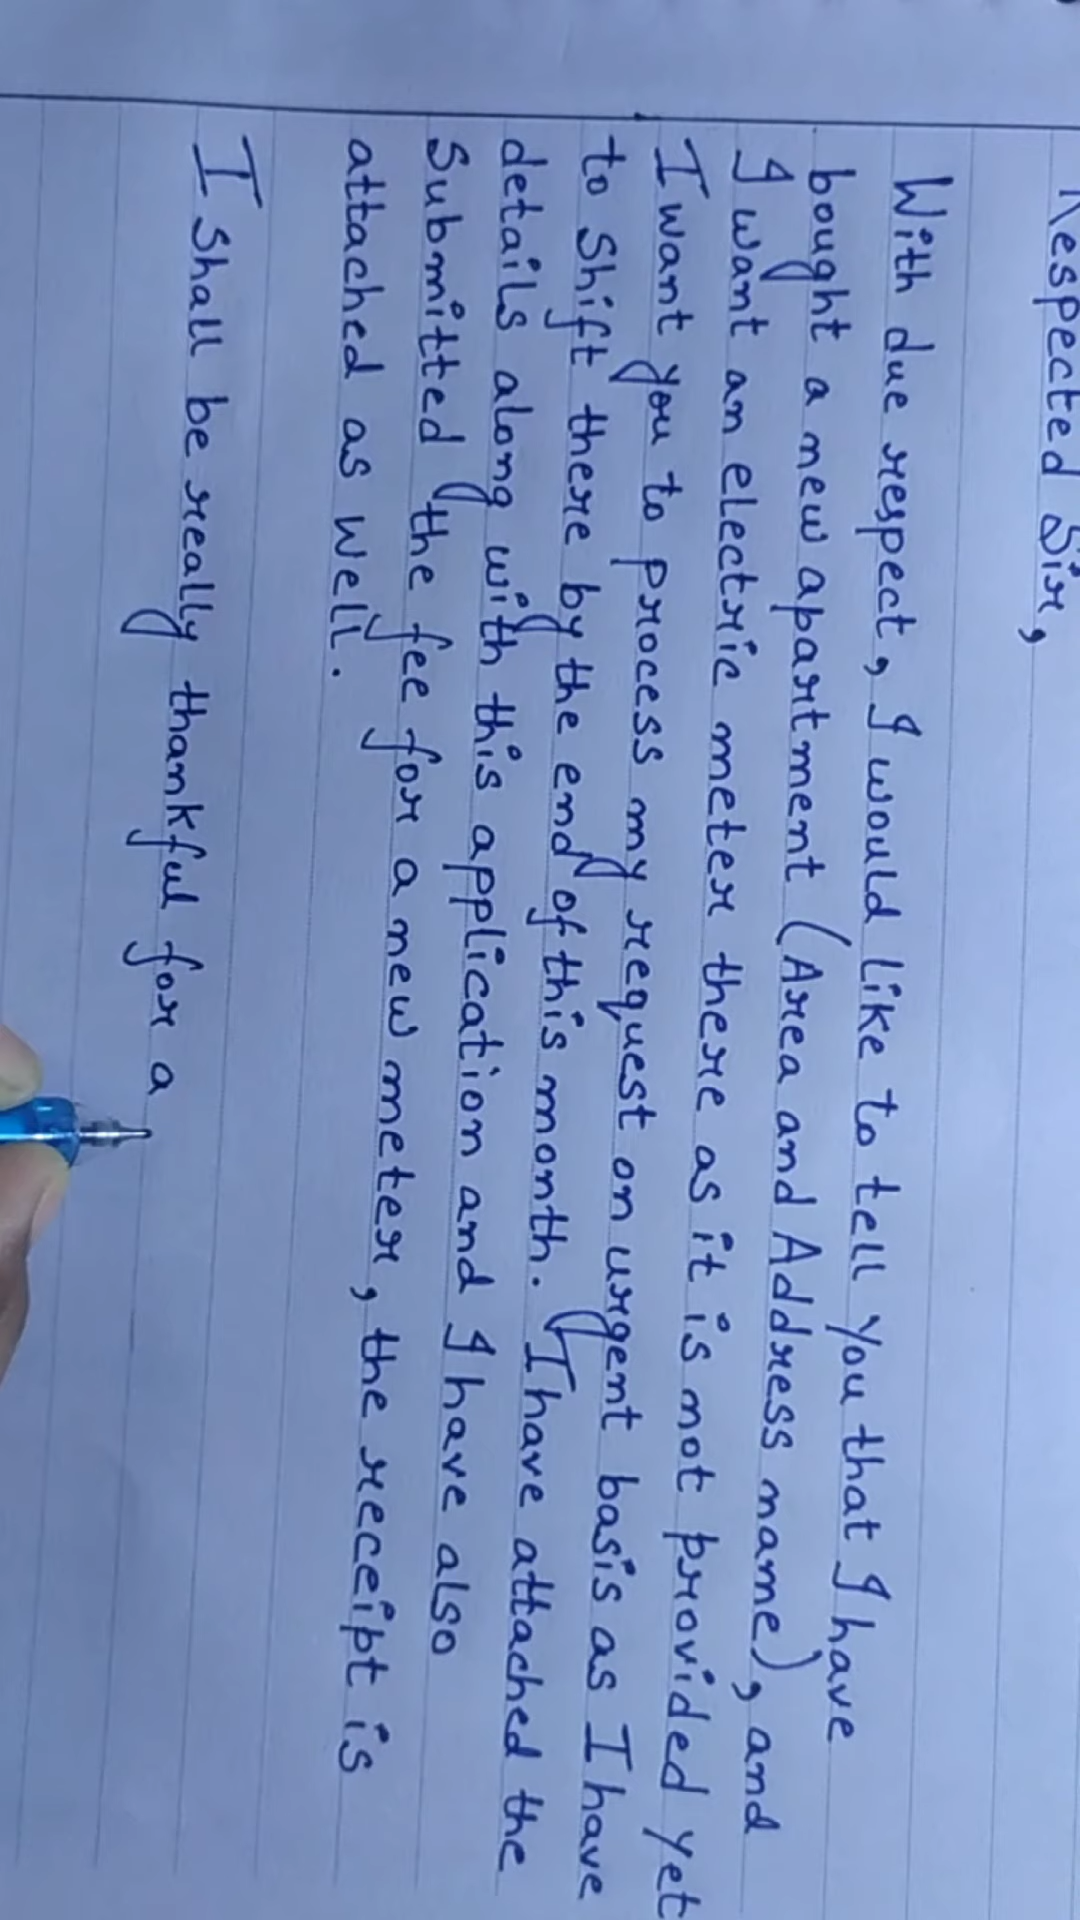 Respected Sir,
With due respect, I would like to tell you that I have
bought a new apartment (Area and Address name), and
I want an electric meter there as it is not provided yet
I want you to process my request on urgent basis as I have
to Shift there by the end of this month. I have attached the
details along with this application and I have also
Submitted the fee for a new meter, the receipt is
attached as well.
I Shall be really thankful for a